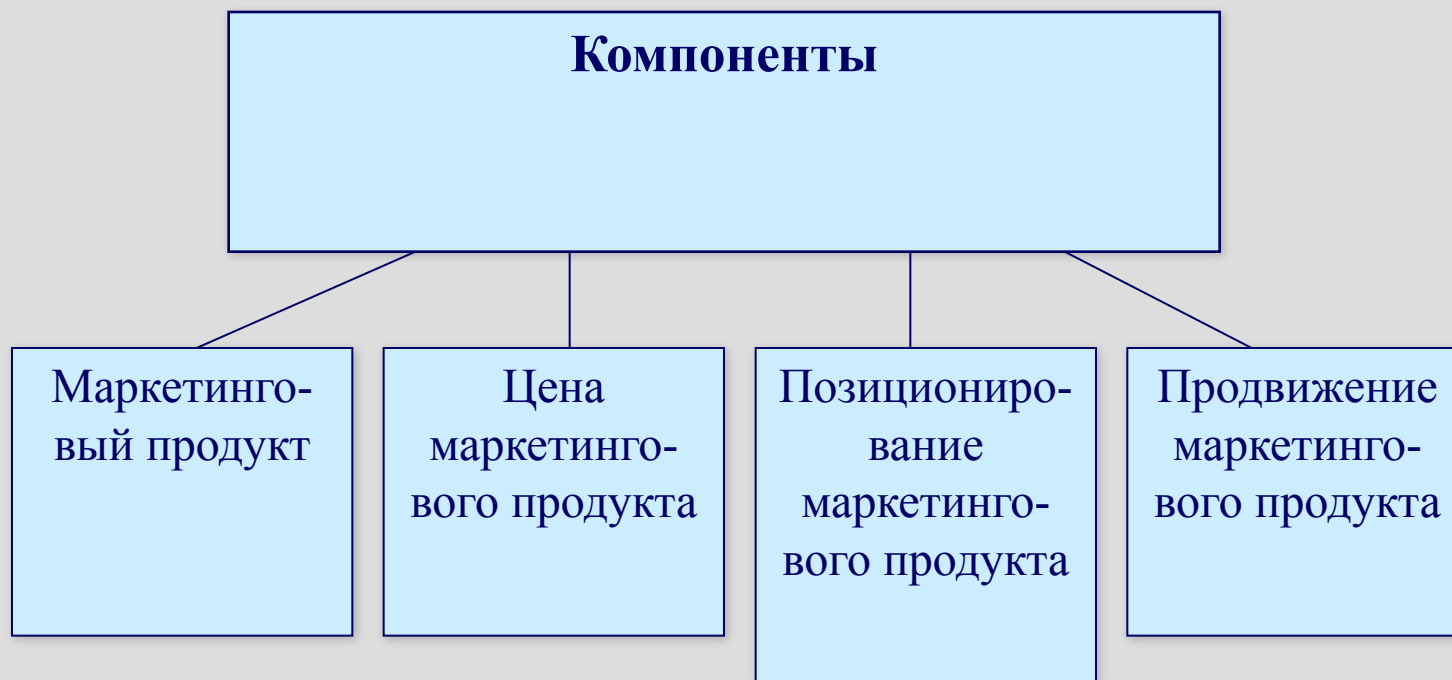 Компоненты
Маркетинго-
вый продукт
Цена
маркетинго-
вого продукта
Позициониро-
вание
маркетинго-
вого продукта
Продвижение
маркетинго-
вого продукта